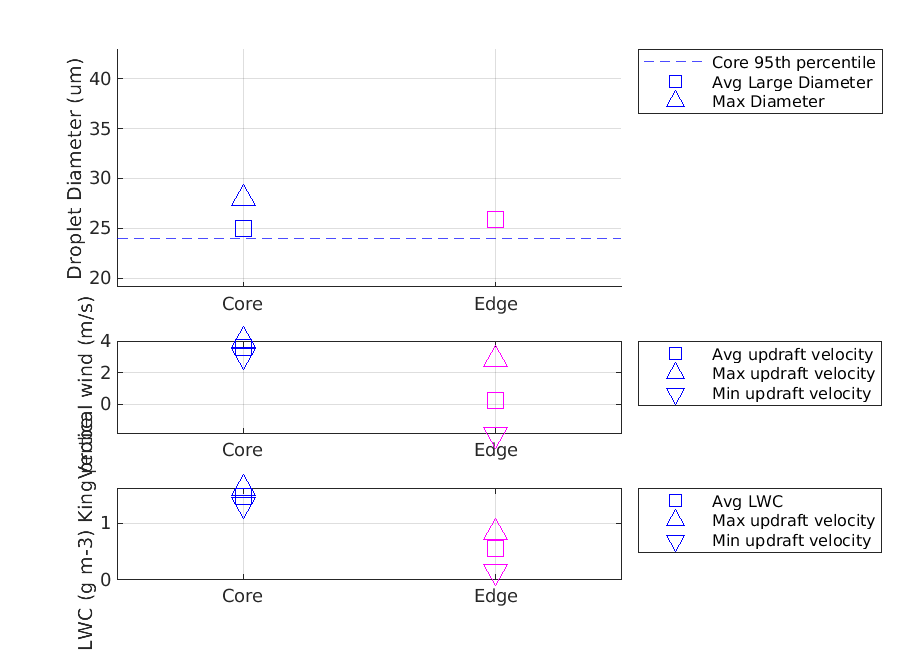 Droplet Diameter (um)
40
35
30
25
20
Core
Edge
Core 95th percentile
Avg Large Diameter
Max Diameter
Vertical wind (m/s)
4
2
0
Core
Edge
Avg updraft velocity
Max updraft velocity
Min updraft velocity
LWC (g m-3) King probe
1
0
Core
Edge
Avg LWC
Max updraft velocity
Min updraft velocity